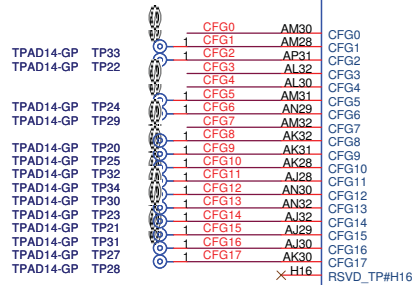 CFG0 AM30 CFG0
TPAD14-GP TP33 1 CFG1 AM28 CFG1
TPAD14-GP TP22 1 CFG2 AP31 CFG2
CFG3 AL32 CFG3
CFG4 AL30 CFG4
TPAD14-GP TP24 1 CFG5 AM31 CFG5
TPAD14-GP TP29 1 CFG6 AN29 CFG6
CFG7 AM32 CFG7
TPAD14-GP TP20 1 CFG8 AK32 CFG8
TPAD14-GP TP25 1 CFG9 AK31 CFG9
TPAD14-GP TP32 1 CFG10 AK28 CFG10
TPAD14-GP TP34 1 CFG11 AJ28 CFG11
TPAD14-GP TP30 1 CFG12 AN30 CFG12
TPAD14-GP TP23 1 CFG13 AN32 CFG13
TPAD14-GP TP21 1 CFG14 AJ32 CFG14
TPAD14-GP TP31 1 CFG15 AJ29 CFG15
TPAD14-GP TP27 1 CFG16 AJ30 CFG16
TPAD14-GP TP28 1 CFG17 AK30 CFG17
H16 RSVD_TP#H16